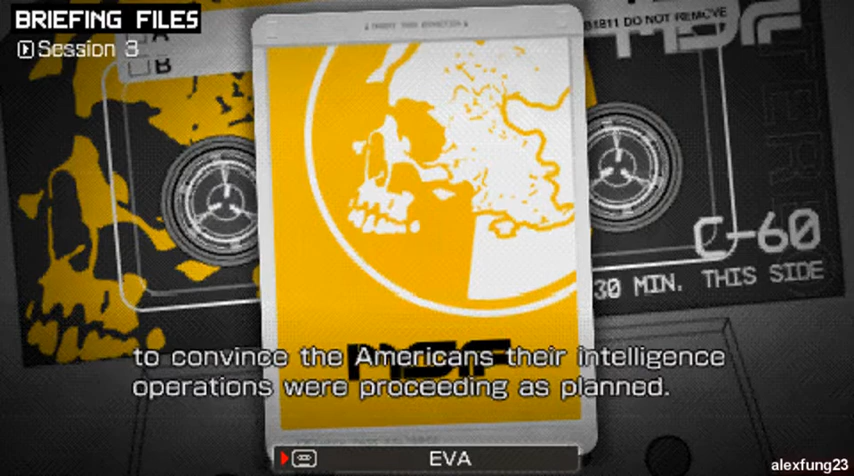 BRIEFING FILES
Session 3
A
B
B1811 DO NOT REMOVE
MSF
C-60
30 MIN. THIS SIDE
MSF
to convince the Americans their intelligence
operations were proceeding as planned.
EVA
alexfung23